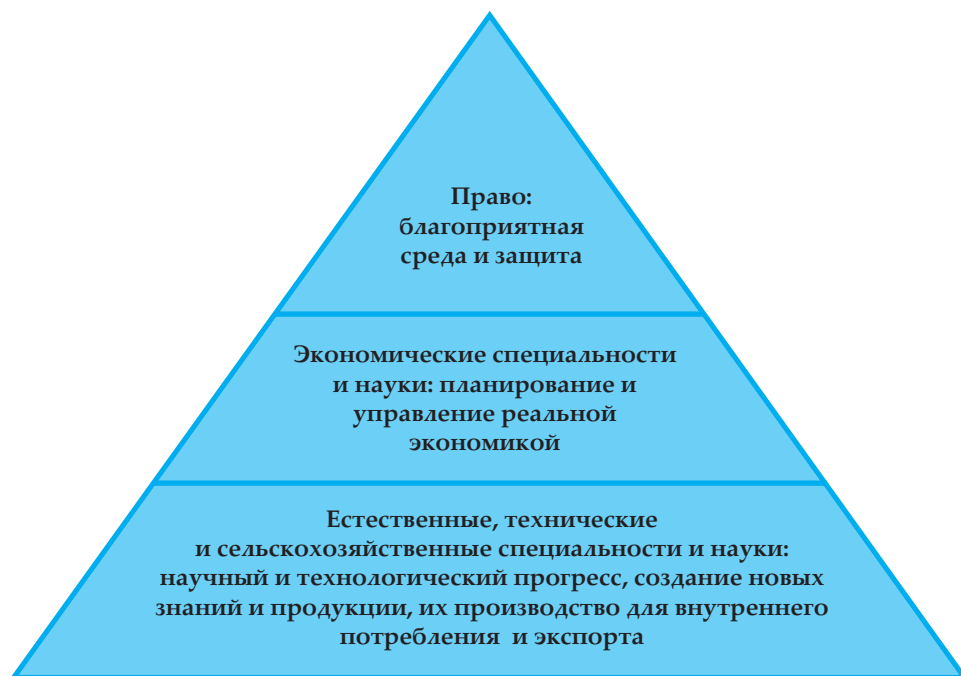 Право:
благоприятная
среда и защита
Экономические специальности
и науки: планирование и
управление реальной
экономикой
Естественные, технические
и сельскохозяйственные специальности и науки:
научный и технологический прогресс, создание новых
знаний и продукции, их производство для внутреннего
потребления и экспорта